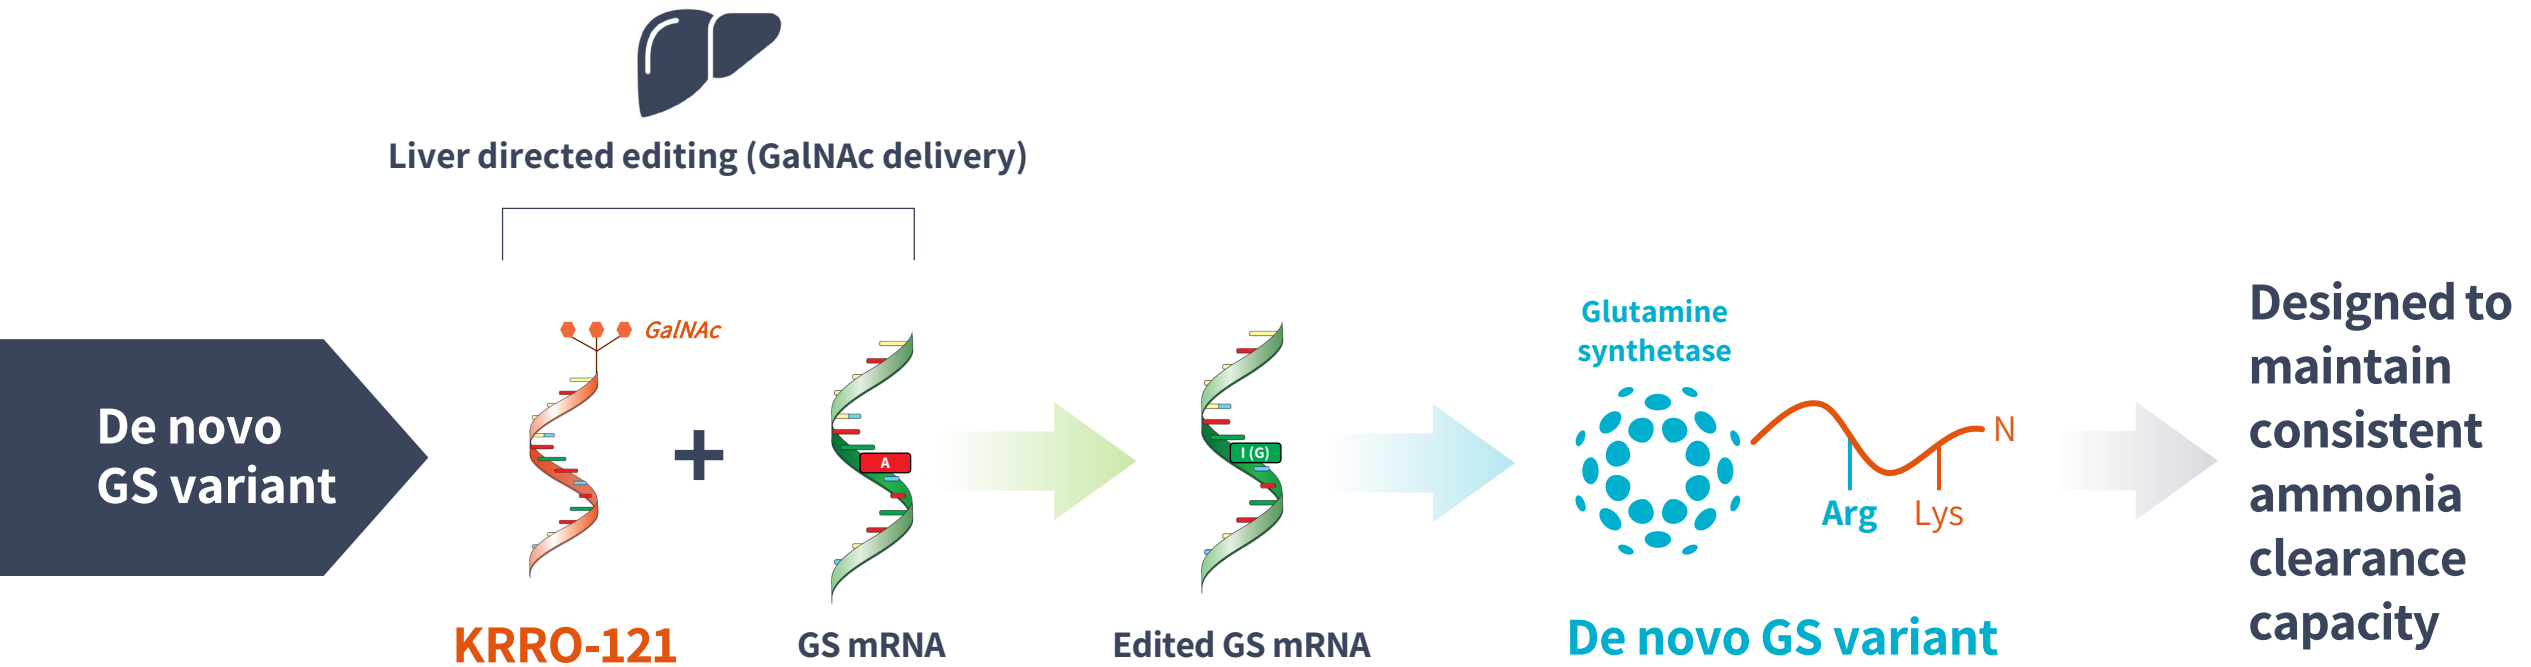 Liver directed editing (GalNAc delivery)
De novo
GS variant
GalNAc
KRRO-121
A
GS mRNA
I (G)
Edited GS mRNA
Glutamine
synthetase
N
Arg
Lys
De novo GS variant
Designed to
maintain
consistent
ammonia
clearance
capacity